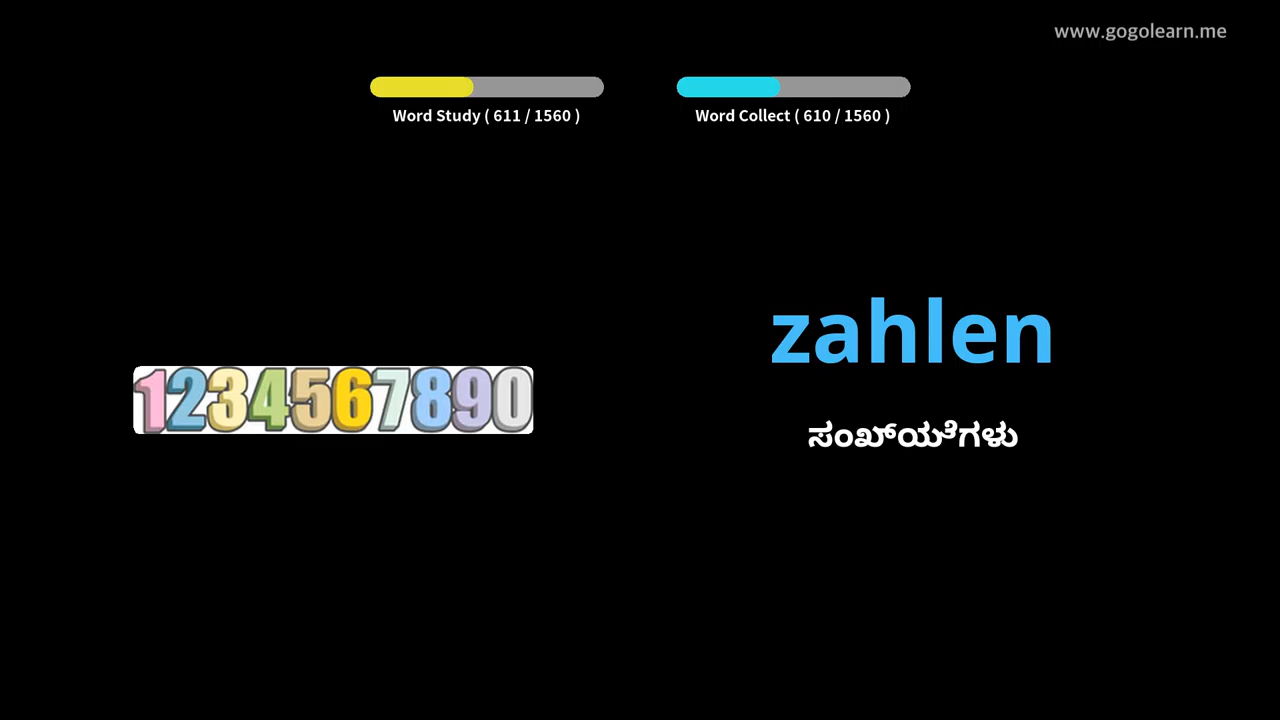 www.gogolearn.me
Word Study ( 611 / 1560 )
Word Collect ( 610 / 1560 )
zahlen
1234567890
ಸಂಖ್ಯೆಗಳು